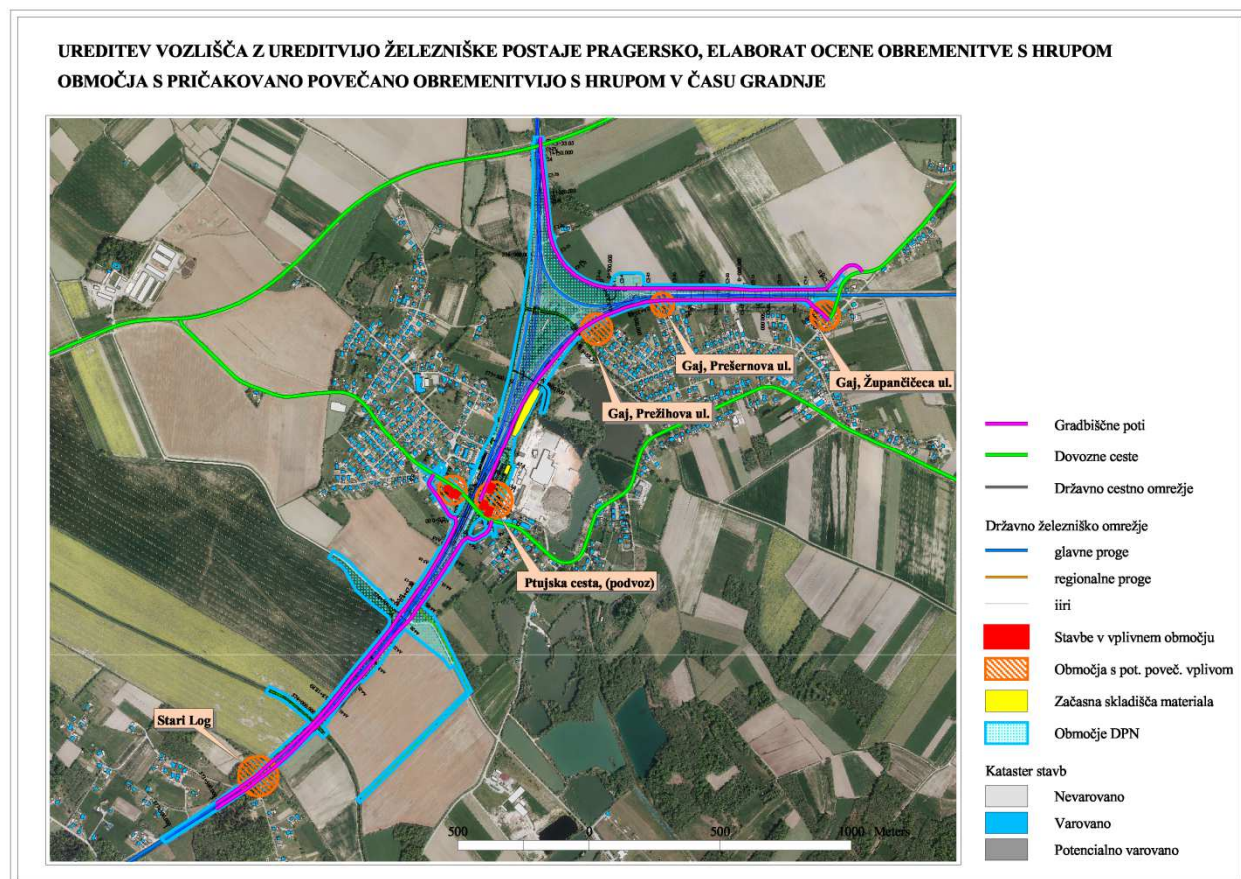 UREDITEV VOZLIŠČA Z UREDITVIJO ŽELEZNIŠKE POSTAJE PRAGERSKO, ELABORAT OCENE OBREMENITVE S HRUPOM
OBMOČJA S PRIČAKOVANO POVEČANO OBREMENITVIJO S HRUPOM V ČASU GRADNJE
Gaj, Prešernova ul.
Gaj, Župančičeca ul.
Gaj, Prežihova ul.
Ptujska cesta, (podvoz)
Stari Log
500 0 500 1000 Meters
Gradbiščne poti
Dovozne ceste
Državno cestno omrežje
Državno železniško omrežje
glavne proge
regionalne proge
iiri
Stavbe v vplivnem območju
Območja s pot. poveč. vplivom
Začasna skladišča materiala
Območje DPN
Kataster stavb
Nevarovano
Varovano
Potencialno varovano